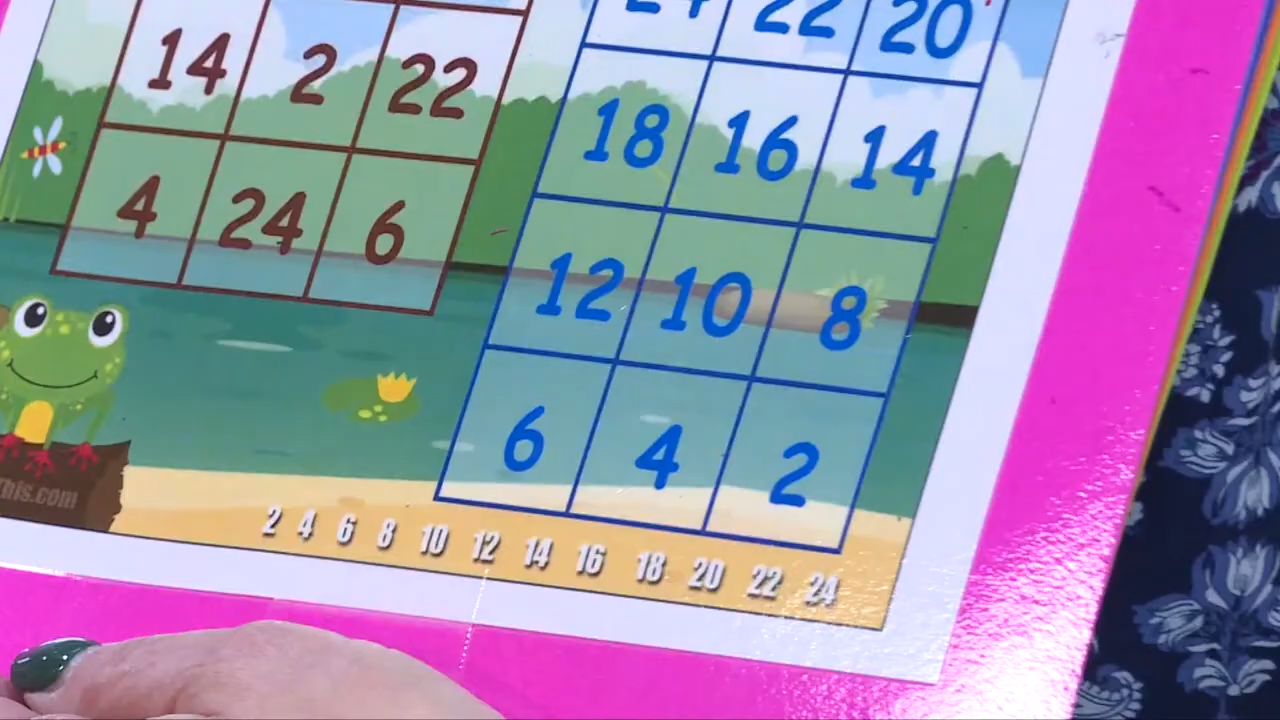 14 2 22
4 24 6
24 22 20
18 16 14
12 10 8
6 4 2
This.com
2 4 6 8 10 12 14 16 18 20 22 24